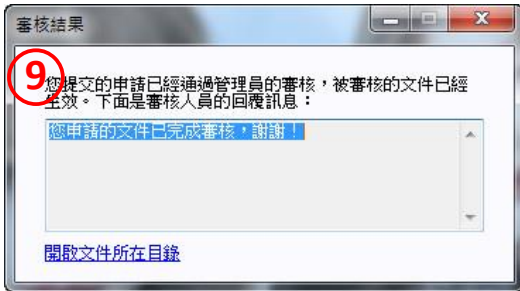 審核結果
⑨
您提交的申請已經通過管理員的審核，被審核的文件已經
生效。下面是審核人員的回覆訊息：
您申請的文件已完成審核，謝謝！
開啟文件所在目錄